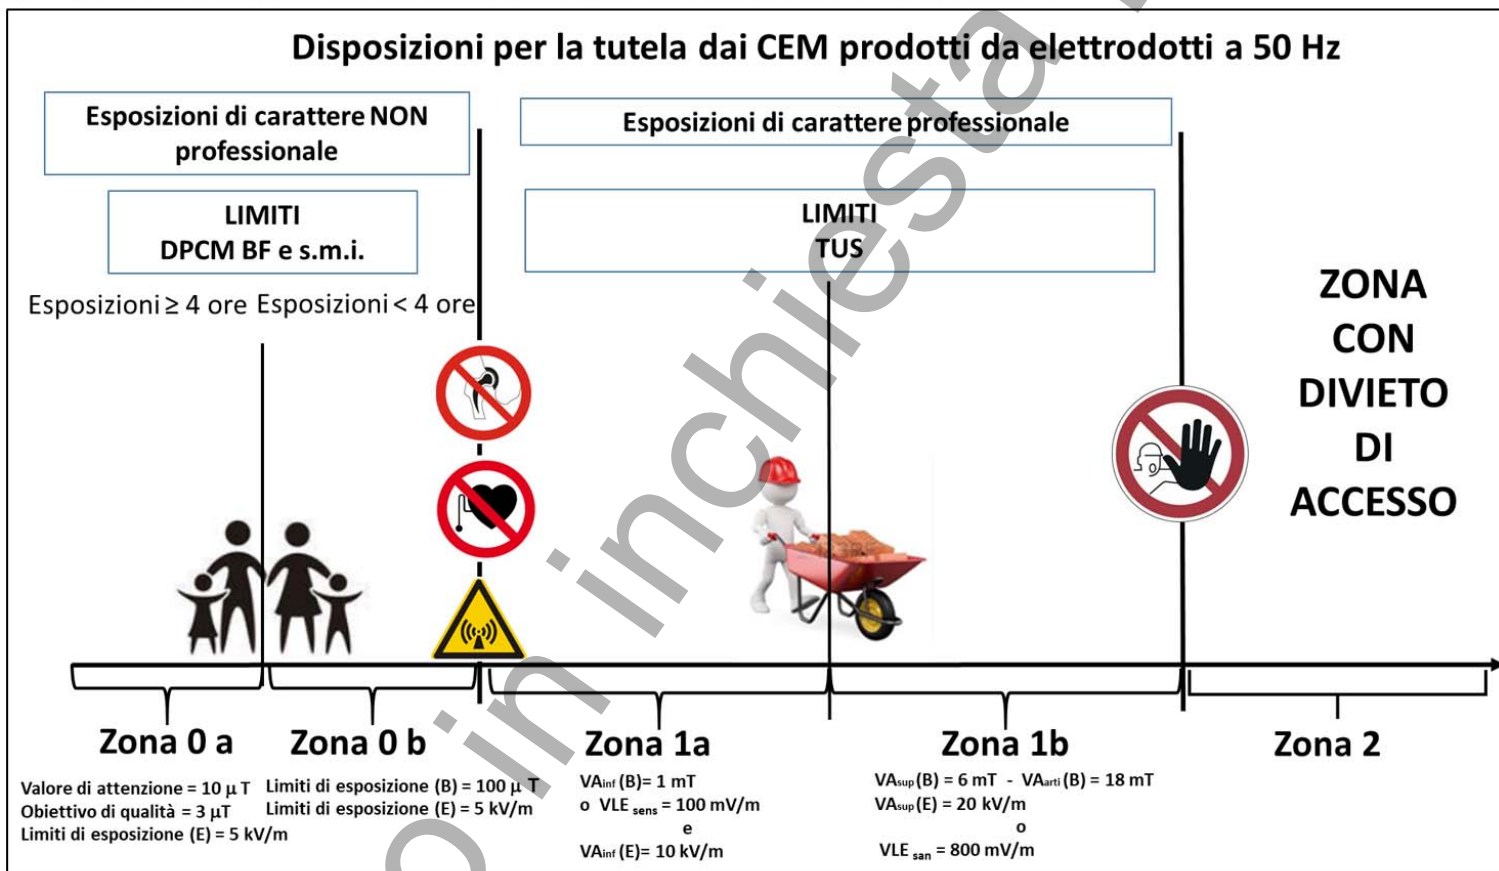 Disposizioni per la tutela dai CEM prodotti da elettrodotti a 50 Hz
Esposizioni di carattere NON
professionale
Esposizioni di carattere professionale
LIMITI
DPCM BF e s.m.i.
LIMITI
TUS
Esposizioni ≥ 4 ore Esposizioni < 4 ore
ZONA
CON
DIVIETO
DI
ACCESSO
Zona 0 a
Valore di attenzione = 10 μ T
Obiettivo di qualità = 3 μT
Limiti di esposizione (E) = 5 kV/m
Zona 0 b
Limiti di esposizione (B) = 100 μ T
Limiti di esposizione (E) = 5 kV/m
Zona 1a
VAinf (B)= 1 mT
o VLE sens = 100 mV/m
e
VAinf (E)= 10 kV/m
Zona 1b
VAsup (B) = 6 mT - VAarti (B) = 18 mT
VAsup (E) = 20 kV/m
o
VLE san = 800 mV/m
Zona 2
o in inchiesta